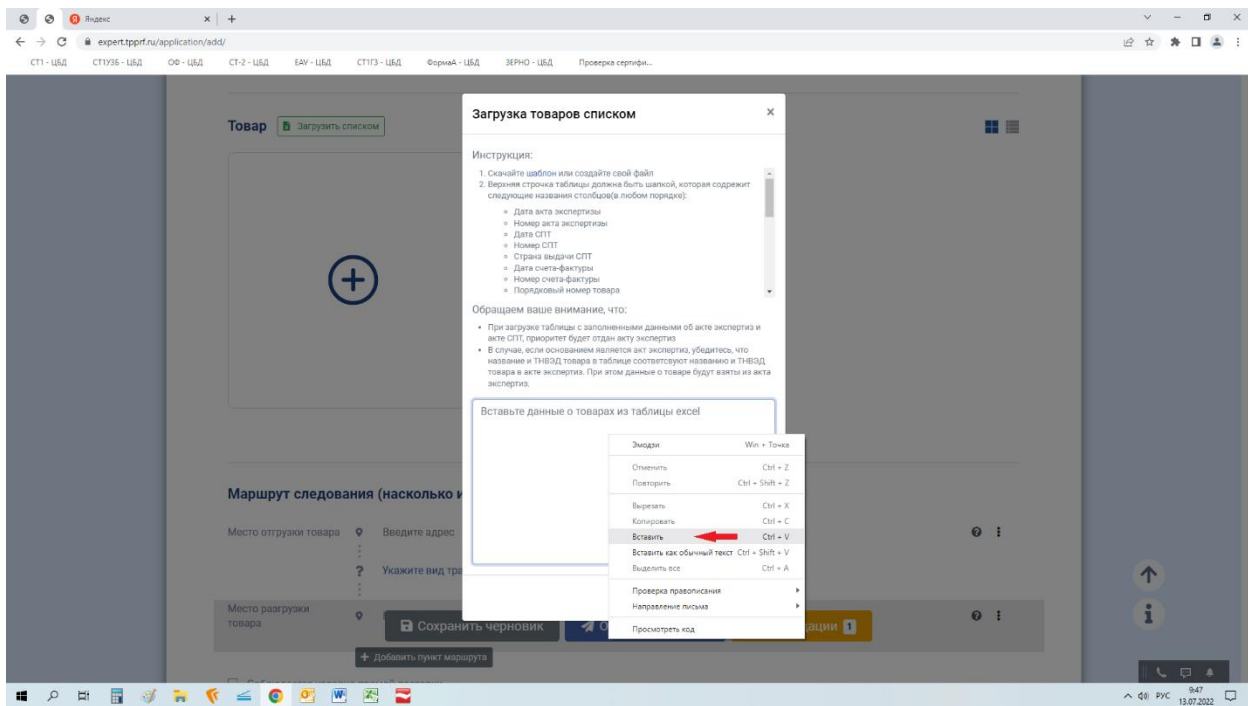 Яндекс
expert.tpprf.ru/application/add/
СТ1 - ЦБД СТ1УЗБ - ЦБД ОФ - ЦБД СТ-2 - ЦБД EAV - ЦБД СТ1ГЗ - ЦБД ФормаА - ЦБД ЗЕРНО - ЦБД Проверка сертифи...
Товар Загрузить списком
Загрузка товаров списком
Инструкция:
1. Скачайте шаблон или создайте свой файл
2. Верхняя строчка таблицы должна быть шапкой, которая содрежит
следующие названия столбцов(в любом порядке):
Дата акта экспертизы
Номер акта экспертизы
Дата СПТ
Номер СПТ
Страна выдачи СПТ
Дата счета-фактуры
Номер счета-фактуры
Порядковый номер товара
Обращаем ваше внимание, что:
• При загрузке таблицы с заполненными данными об акте экспертиз и
акте СПТ, приоритет будет отдан акту экспертиз
• В случае, если основанием является акт экспертиз, убедитесь, что
название и ТНВЭД товара в таблице соответсвуют названию и ТНВЭД
товара в акте экспертиз. При этом данные о товаре будут взяты из акта
экспертиз.
Вставьте данные о товарах из таблицы excel
Эмодзи Win + Точка
Отменить Ctrl + Z
Повторить Ctrl + Shift + Z
Вырезать Ctrl + X
Копировать Ctrl + C
Вставить Ctrl + V
Вставить как обычный текст Ctrl + Shift + V
Выделить все Ctrl + A
Проверка правописания
Направление письма
Просмотреть код
Маршрут следования (насколько и
Место отгрузки товара Введите адрес
Укажите вид тра
Место разгрузки
товара
Сохранить черновик О ации 1
+ Добавить пункт маршрута
РУС 9:47
13.07.2022